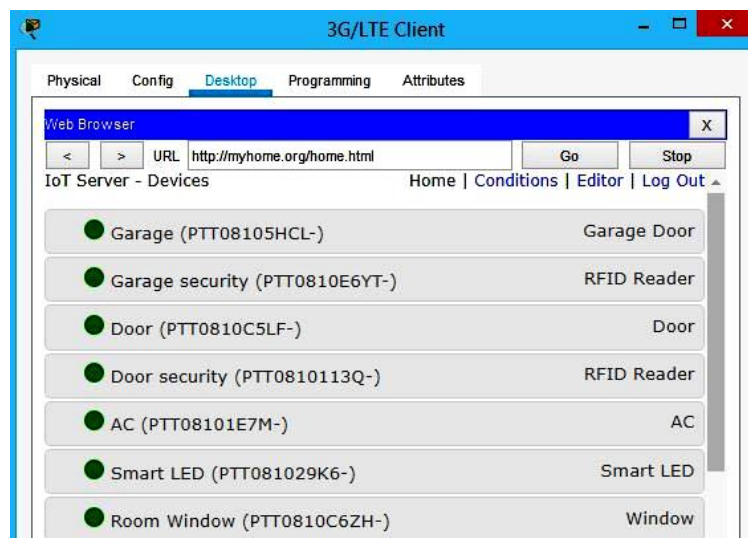 3G/LTE Client
Physical Config Desktop Programming Attributes
Web Browser X
< > URL http://myhome.org/home.html Go Stop
IoT Server - Devices Home | Conditions | Editor | Log Out
Garage (PTT08105HCL-) Garage Door
Garage security (PTT0810E6YT-) RFID Reader
Door (PTT0810C5LF-) Door
Door security (PTT0810113Q-) RFID Reader
AC (PTT08101E7M-) AC
Smart LED (PTT081029K6-) Smart LED
Room Window (PTT0810C6ZH-) Window